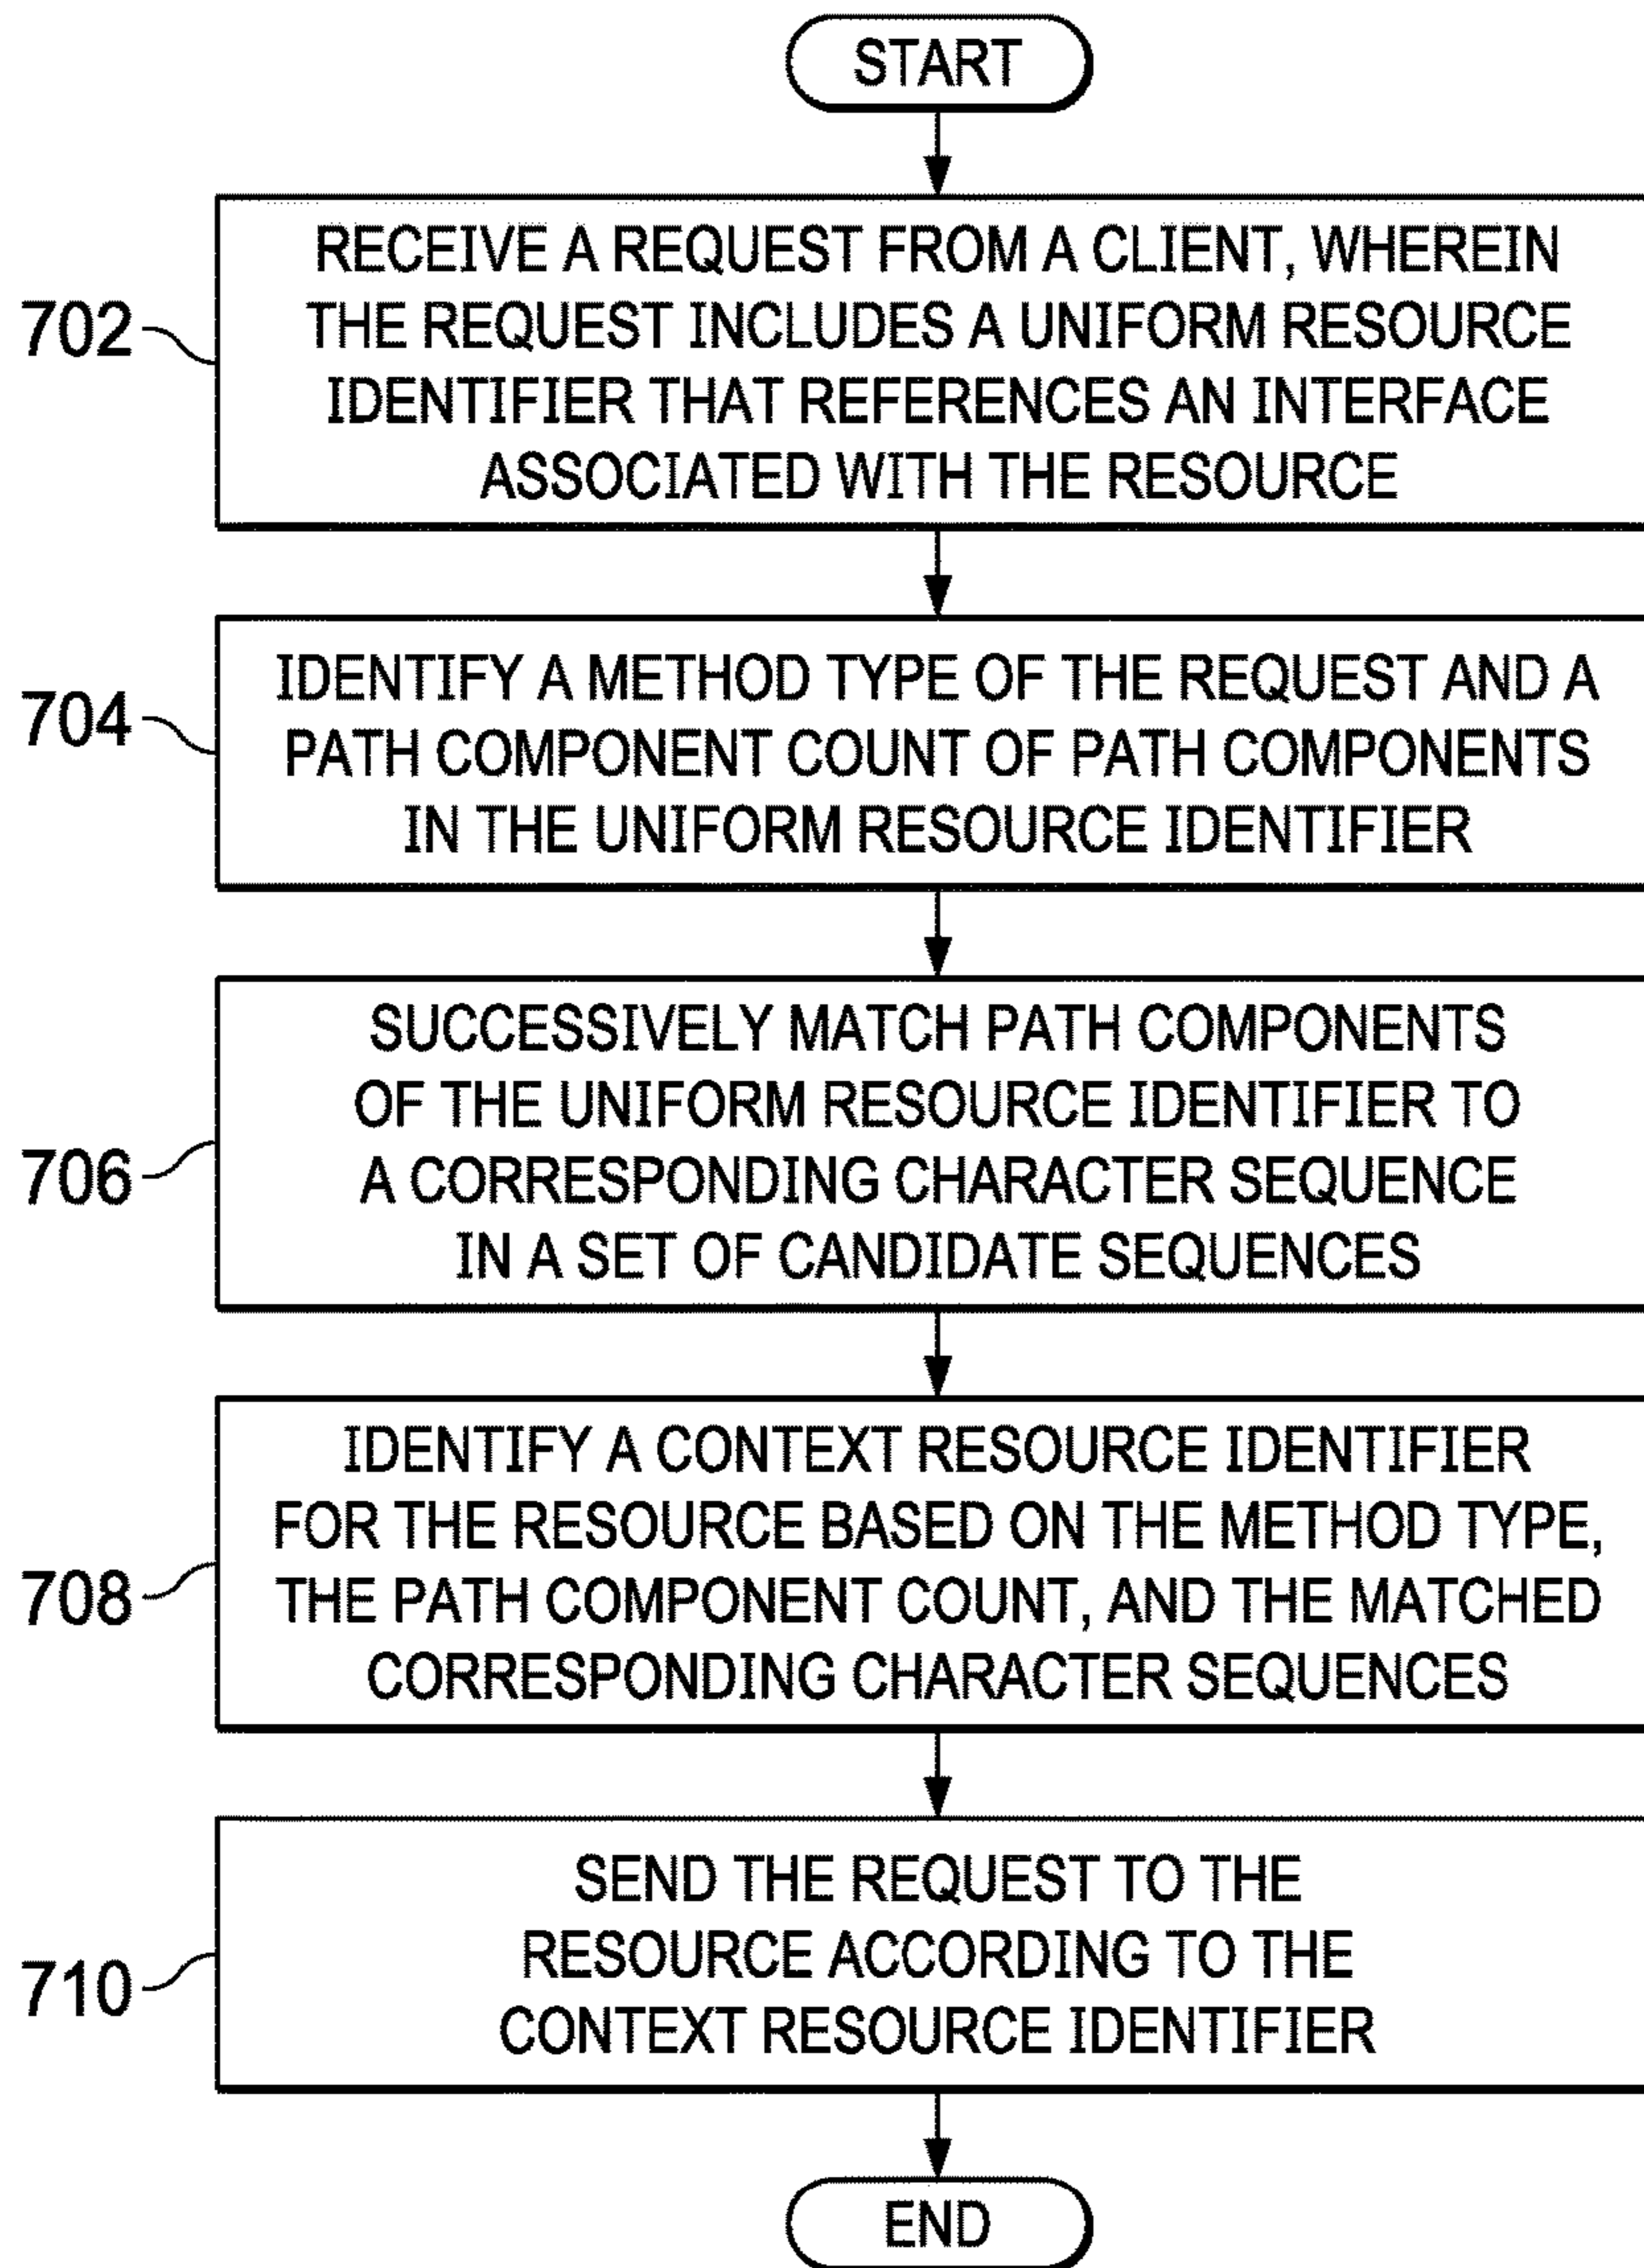 START
702
RECEIVE A REQUEST FROM A CLIENT, WHEREIN
THE REQUEST INCLUDES A UNIFORM RESOURCE
IDENTIFIER THAT REFERENCES AN INTERFACE
ASSOCIATED WITH THE RESOURCE
704
IDENTIFY A METHOD TYPE OF THE REQUEST AND A
PATH COMPONENT COUNT OF PATH COMPONENTS
IN THE UNIFORM RESOURCE IDENTIFIER
706
SUCCESSIVELY MATCH PATH COMPONENTS
OF THE UNIFORM RESOURCE IDENTIFIER TO
A CORRESPONDING CHARACTER SEQUENCE
IN A SET OF CANDIDATE SEQUENCES
708
IDENTIFY A CONTEXT RESOURCE IDENTIFIER
FOR THE RESOURCE BASED ON THE METHOD TYPE,
THE PATH COMPONENT COUNT, AND THE MATCHED
CORRESPONDING CHARACTER SEQUENCES
710
SEND THE REQUEST TO THE
RESOURCE ACCORDING TO THE
CONTEXT RESOURCE IDENTIFIER
END